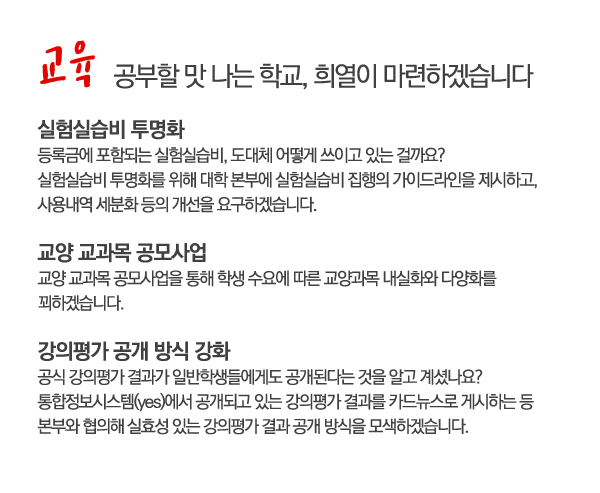 교육 공부할 맛 나는 학교, 희열이 마련하겠습니다
실험실습비 투명화
등록금에 포함되는 실험실습비, 도대체 어떻게 쓰이고 있는 걸까요?
실험실습비 투명화를 위해 대학 본부에 실험실습비 집행의 가이드라인을 제시하고,
사용내역 세분화 등의 개선을 요구하겠습니다.
교양 교과목 공모사업
교양 교과목 공모사업을 통해 학생 수요에 따른 교양과목 내실화와 다양화를
꾀하겠습니다.
강의평가 공개 방식 강화
공식 강의평가 결과가 일반학생들에게도 공개된다는 것을 알고 계셨나요?
통합정보시스템(yes)에서 공개되고 있는 강의평가 결과를 카드뉴스로 게시하는 등
본부와 협의해 실효성 있는 강의평가 결과 공개 방식을 모색하겠습니다.